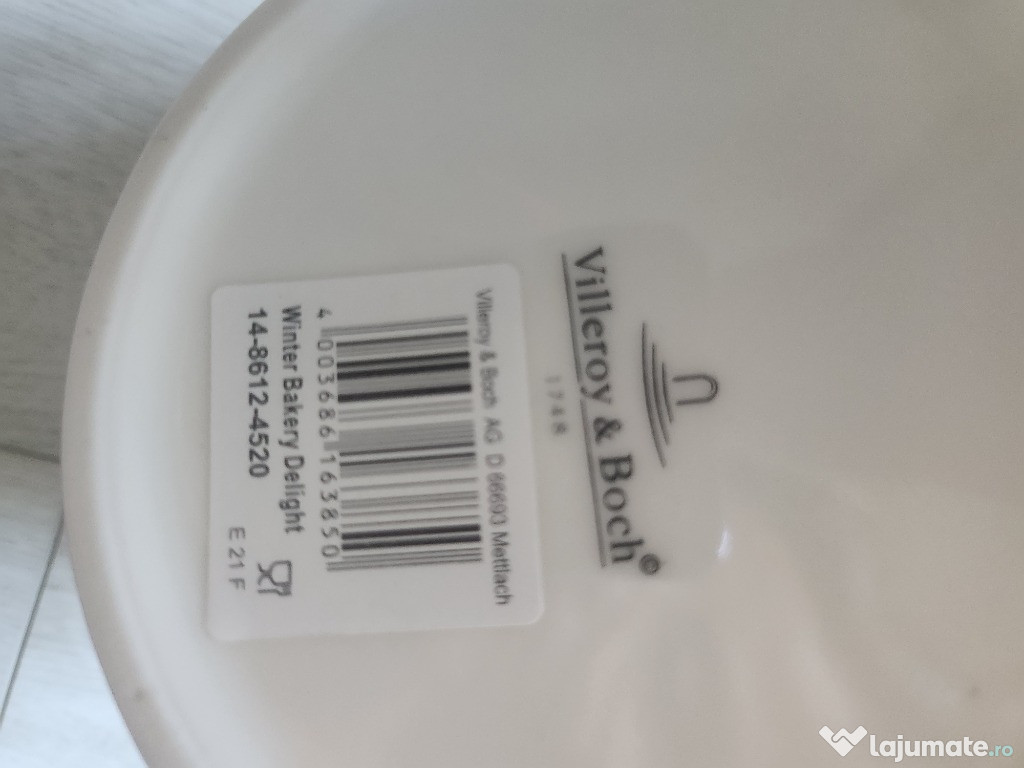 Villeroy & Boch©
1748
Villeroy & Boch AG D 66693 Mettlach
4 003686 163850
Winter Bakery Delight
14-8612-4520
E 21 F
lajumate.ro